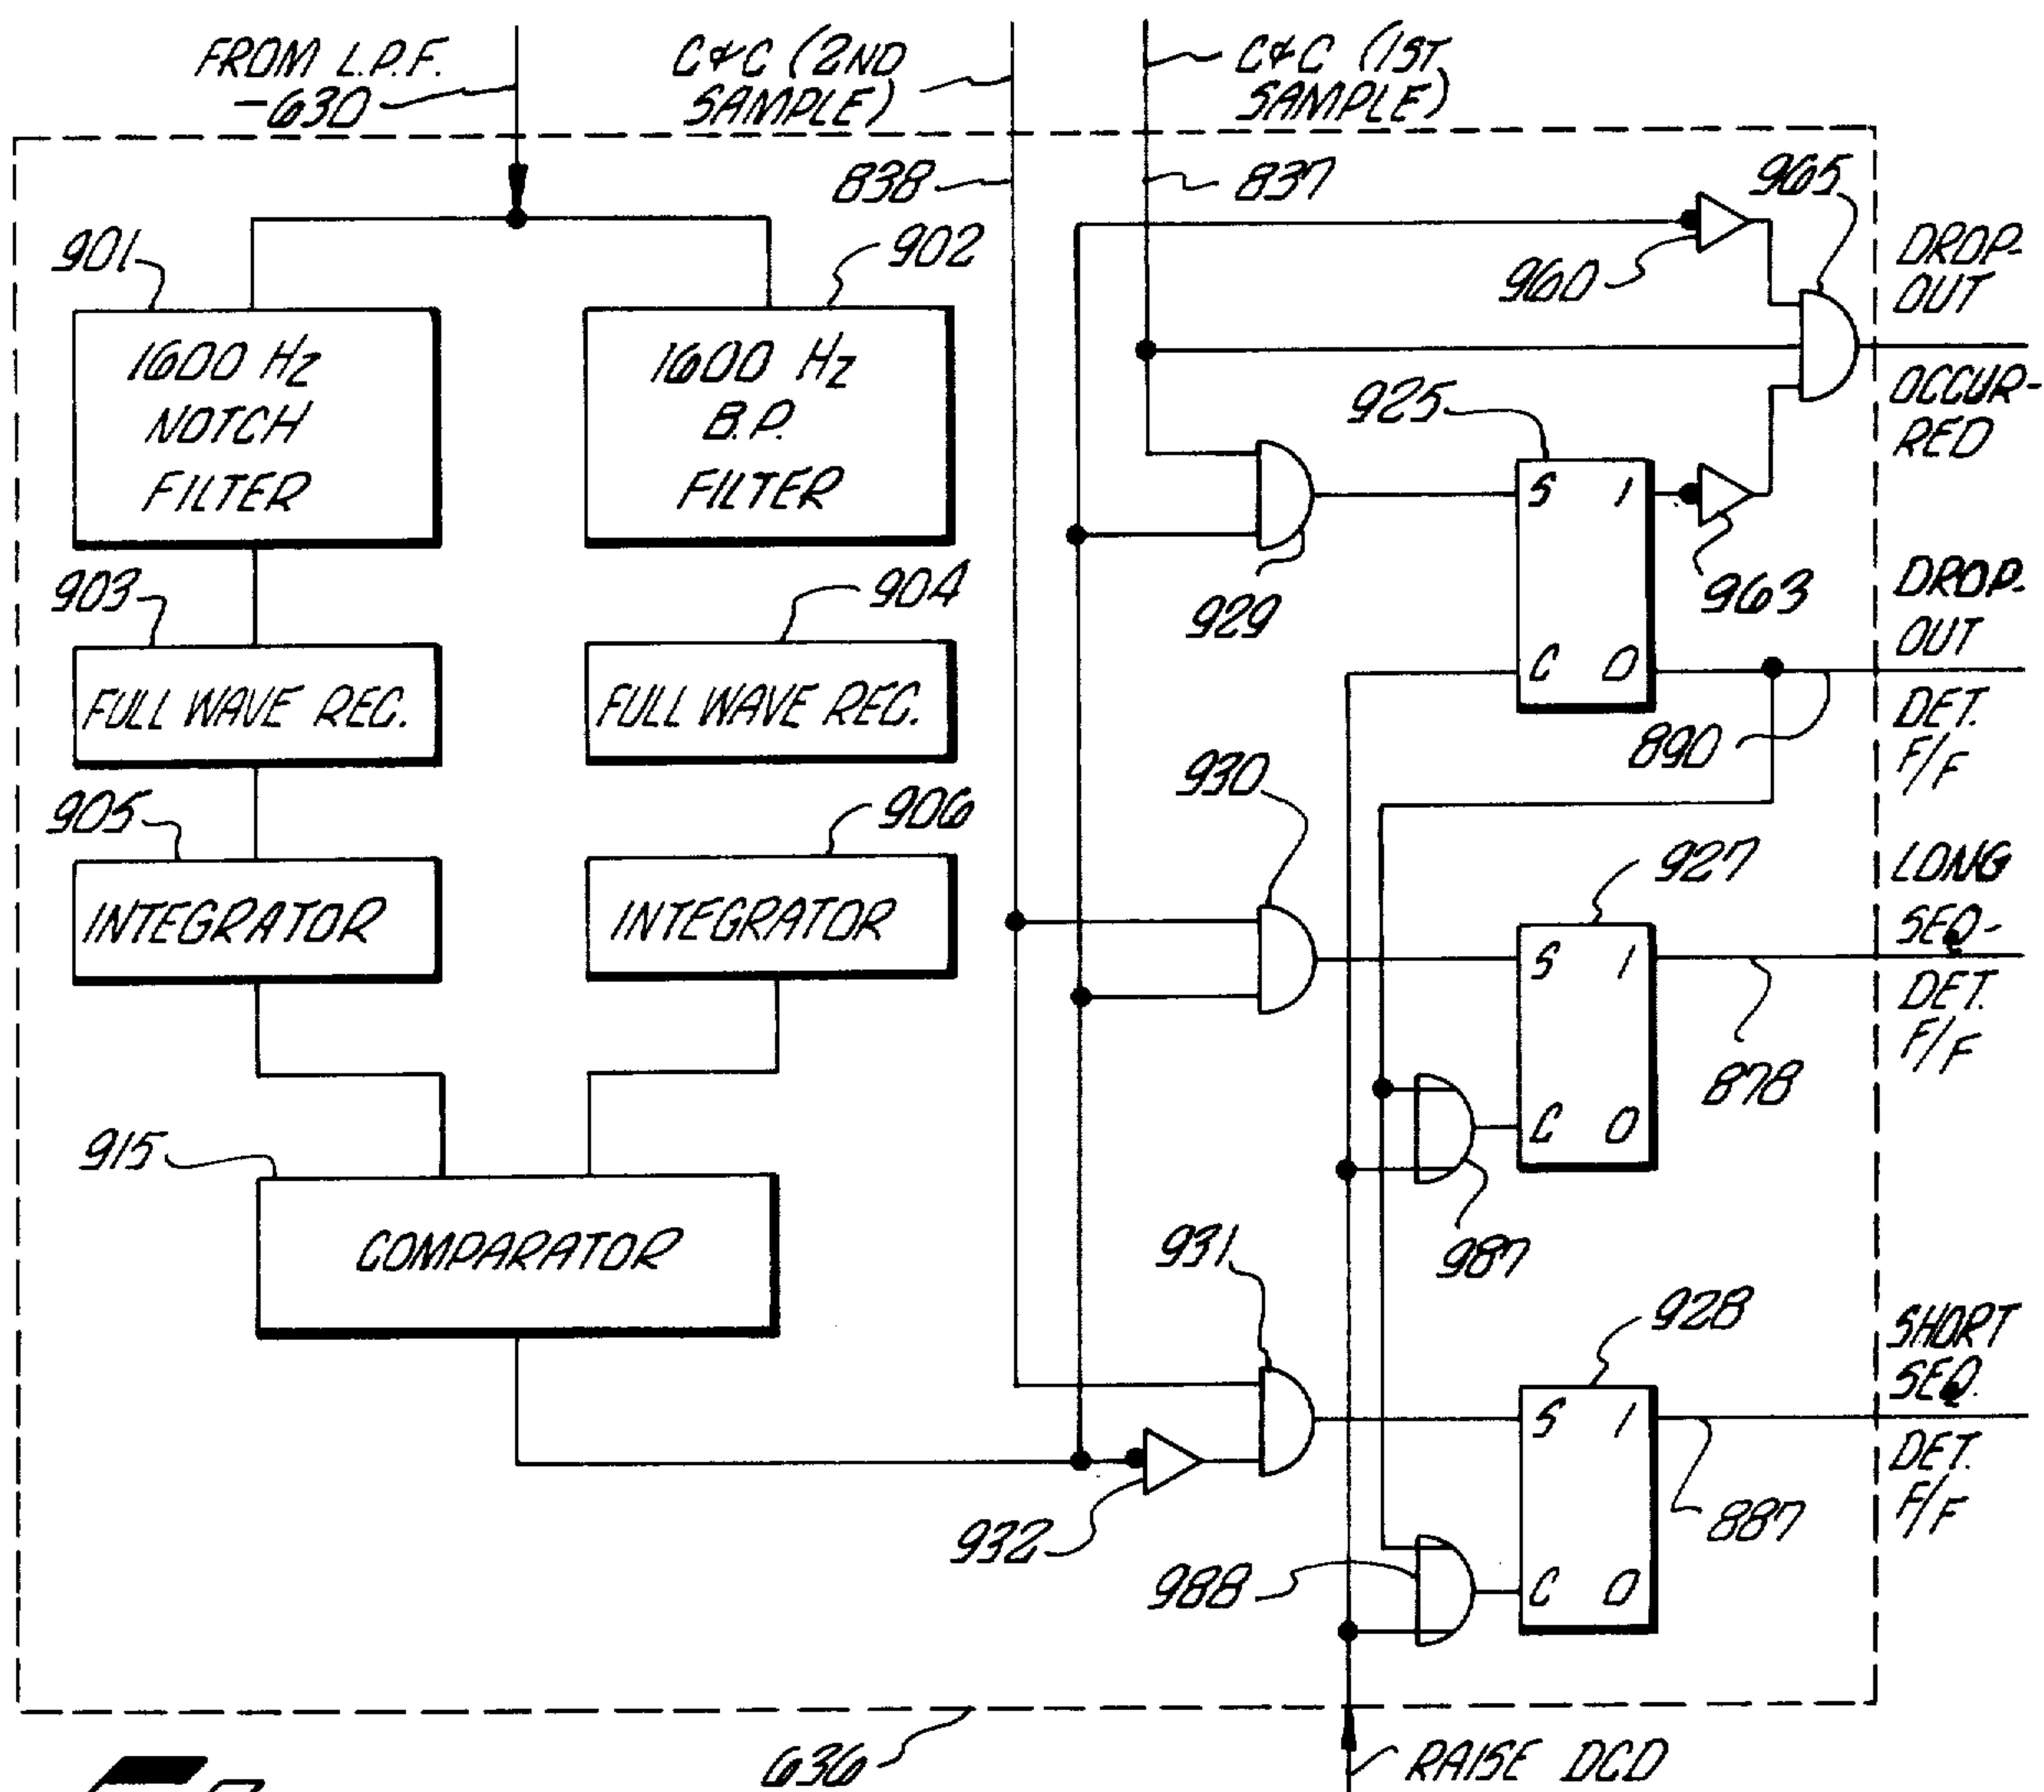 FROM L.P.F.
-630
C&C (2ND
SAMPLE)
C&C (1ST.
SAMPLE)
838
837
965
901
902
960
DROP-
OUT
1600 HZ
NOTCH
FILTER
1600 HZ
B.P.
FILTER
925
OCCUR-
RED
S 1
903
904
929
963
DROP-
OUT
C 0
FULL WAVE REC.
FULL WAVE REC.
890
DET.
F/F
930
905
906
927
LONG
SEQ-
INTEGRATOR
INTEGRATOR
S 1
DET.
F/F
878
C 0
915
987
COMPARATOR
931
928
SHORT
SEQ.
S 1
DET.
F/F
887
932
988
C 0
636
RAISE DCD